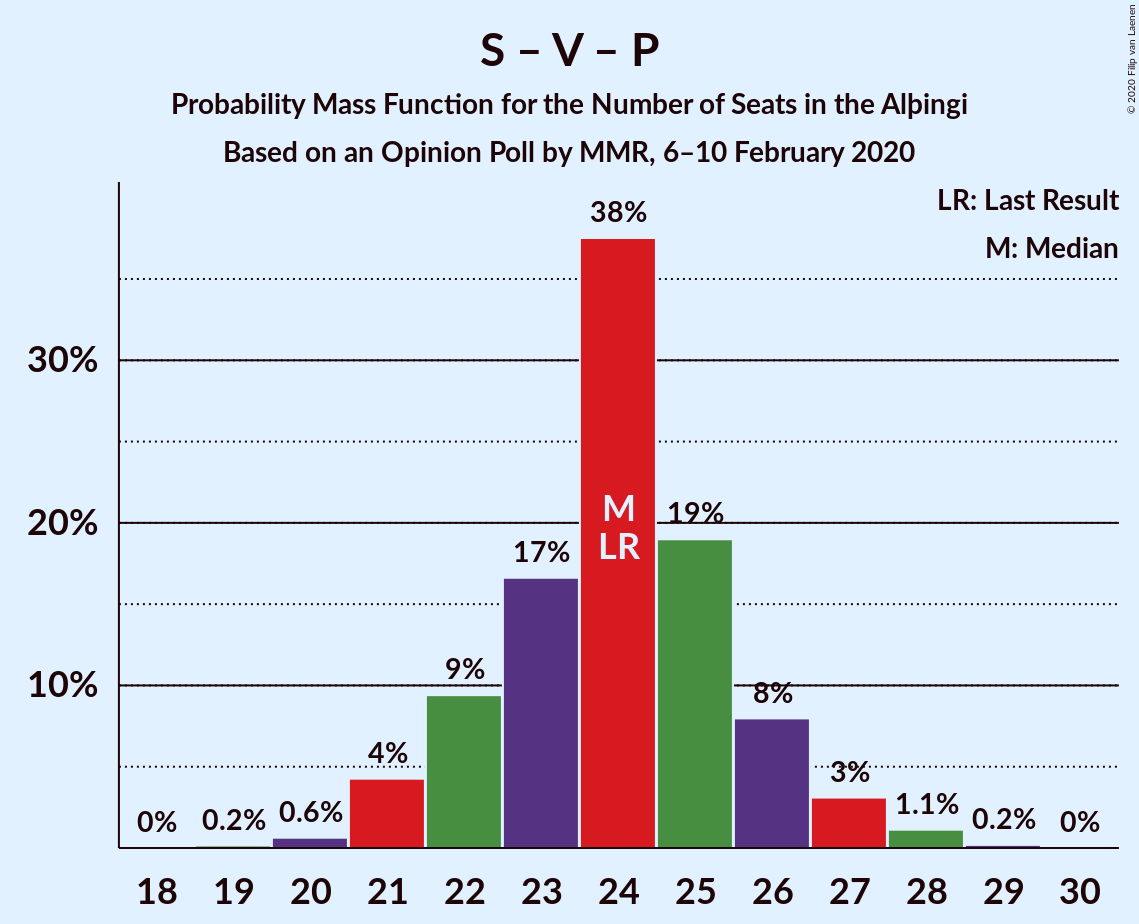 S – V – P
Probability Mass Function for the Number of Seats in the Alþingi
Based on an Opinion Poll by MMR, 6–10 February 2020
© 2020 Filip van Laenen
LR: Last Result
M: Median
38%
30%
20%
10%
M
LR
19%
17%
9%
8%
4%
3%
0%
0.2%
0.6%
1.1%
0.2%
0%
18 19 20 21 22 23 24 25 26 27 28 29 30